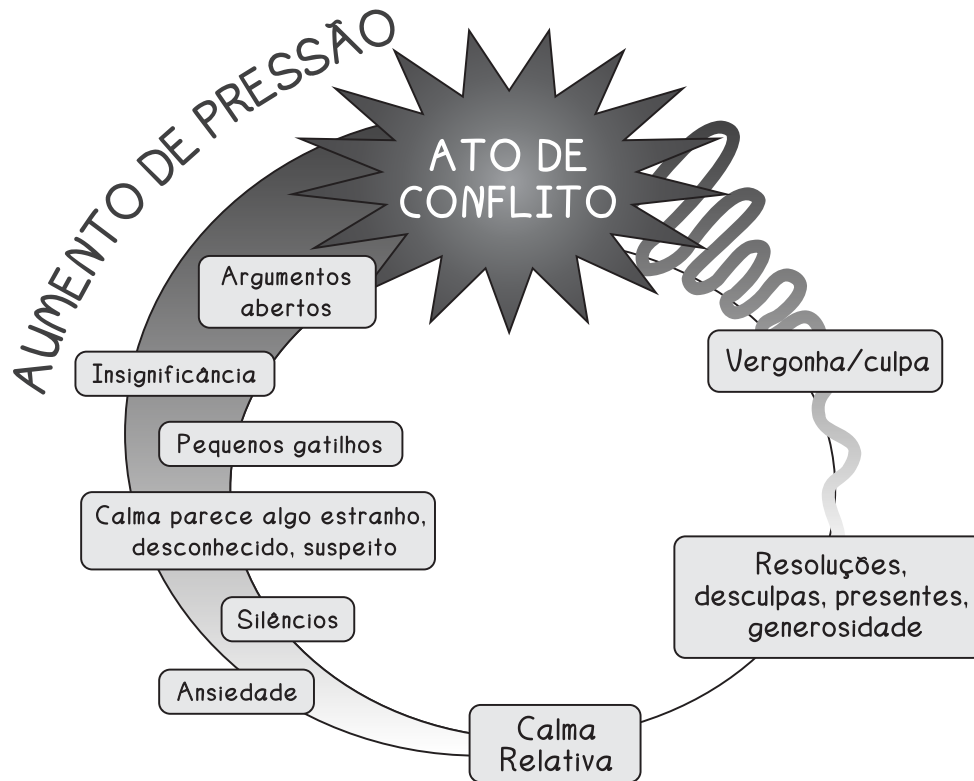 AUMENTO DE PRESSÃO
ATO DE
CONFLITO
Argumentos
abertos
Insignificância
Pequenos gatilhos
Calma parece algo estranho,
desconhecido, suspeito
Silêncios
Ansiedade
Calma
Relativa
Vergonha/culpa
Resoluções,
desculpas, presentes,
generosidade